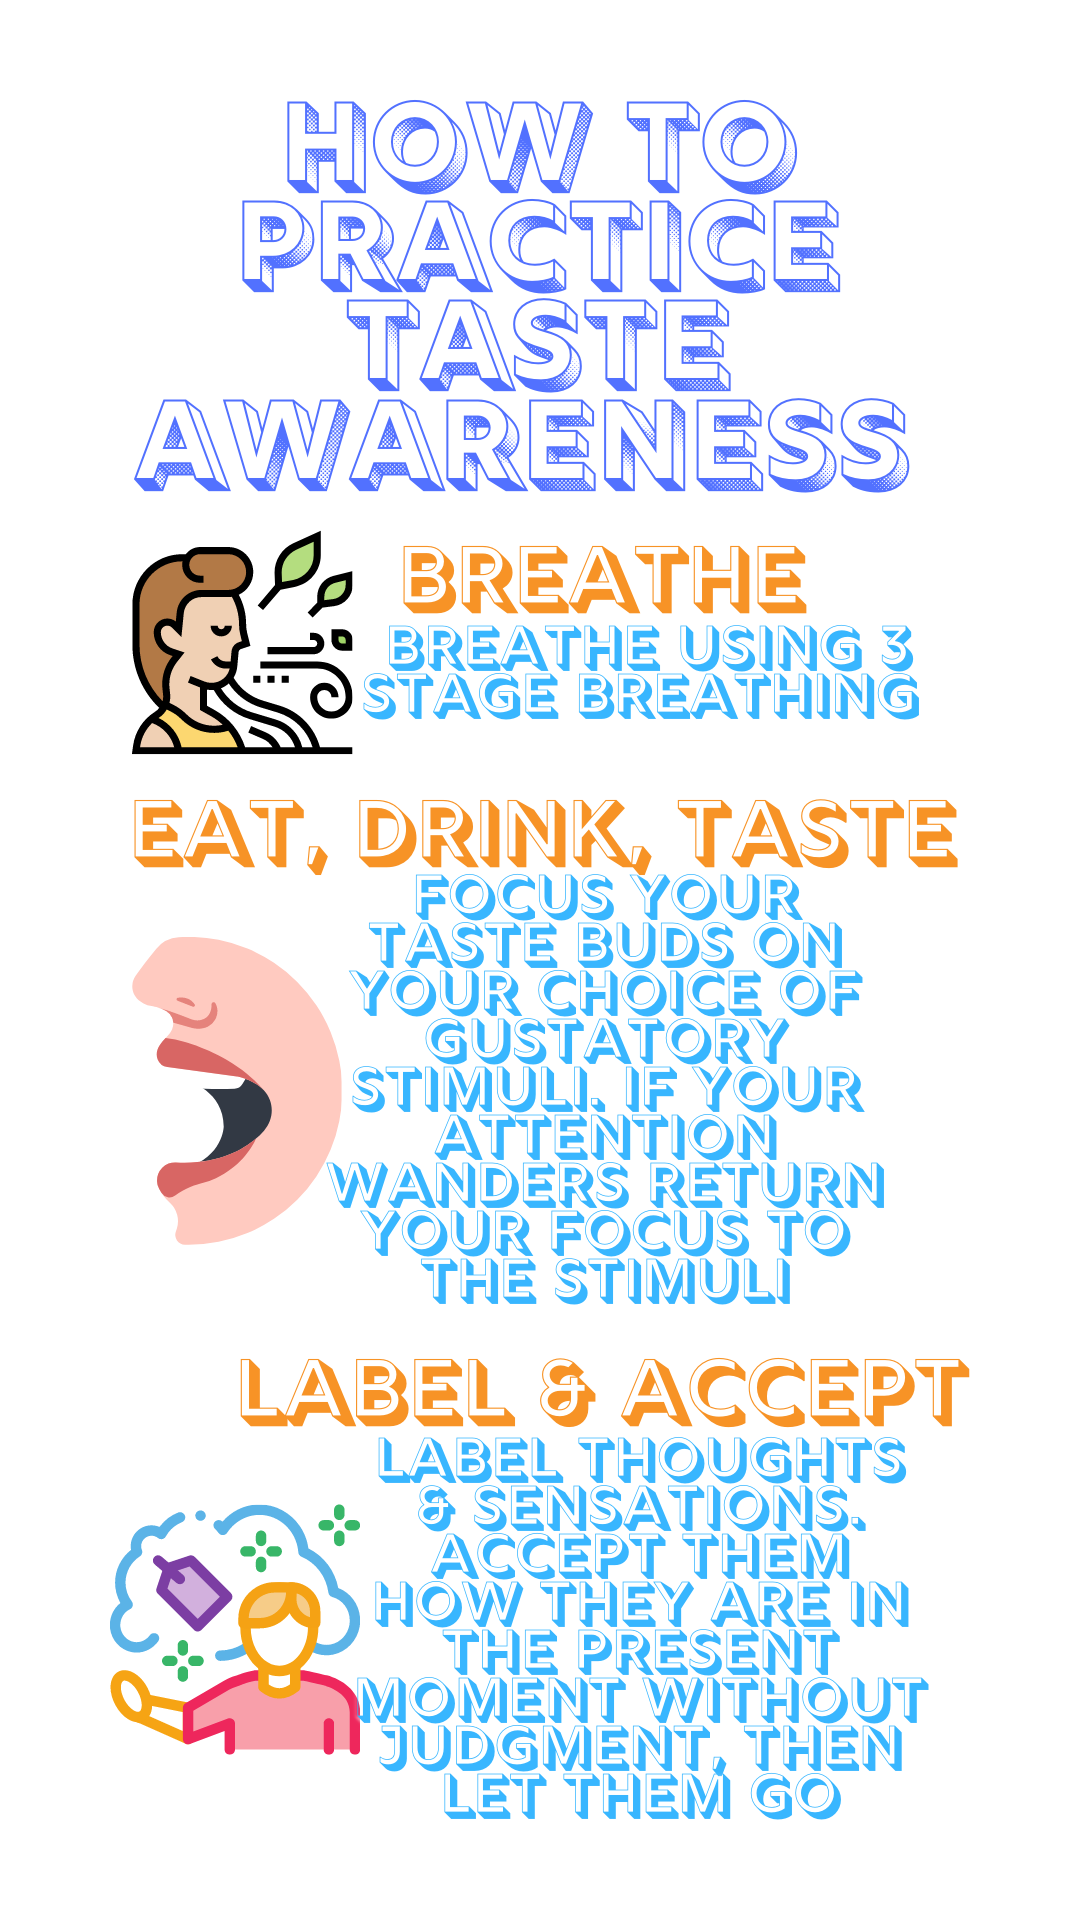 HOW TO
PRACTICE
TASTE
AWARENESS
BREATHE
BREATHE USING 3
STAGE BREATHING
EAT, DRINK, TASTE
FOCUS YOUR
TASTE BUDS ON
YOUR CHOICE OF
GUSTATORY
STIMULI. IF YOUR
ATTENTION
WANDERS RETURN
YOUR FOCUS TO
THE STIMULI
LABEL & ACCEPT
LABEL THOUGHTS
& SENSATIONS.
ACCEPT THEM
HOW THEY ARE IN
THE PRESENT
MOMENT WITHOUT
JUDGMENT, THEN
LET THEM GO